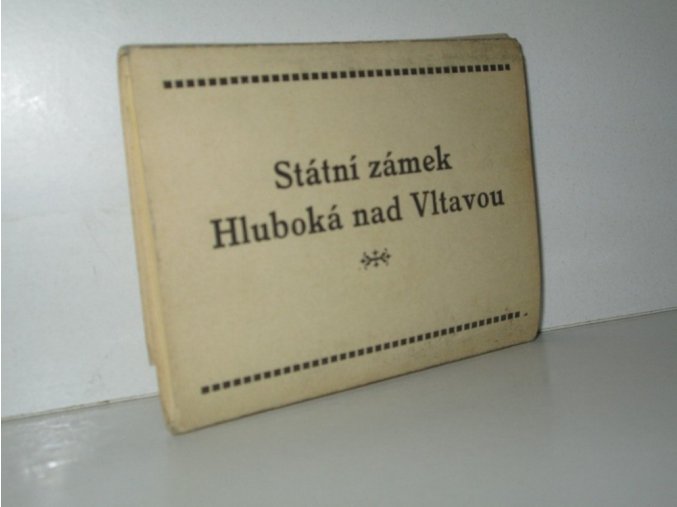 Státní zámek
Hluboká nad Vltavou